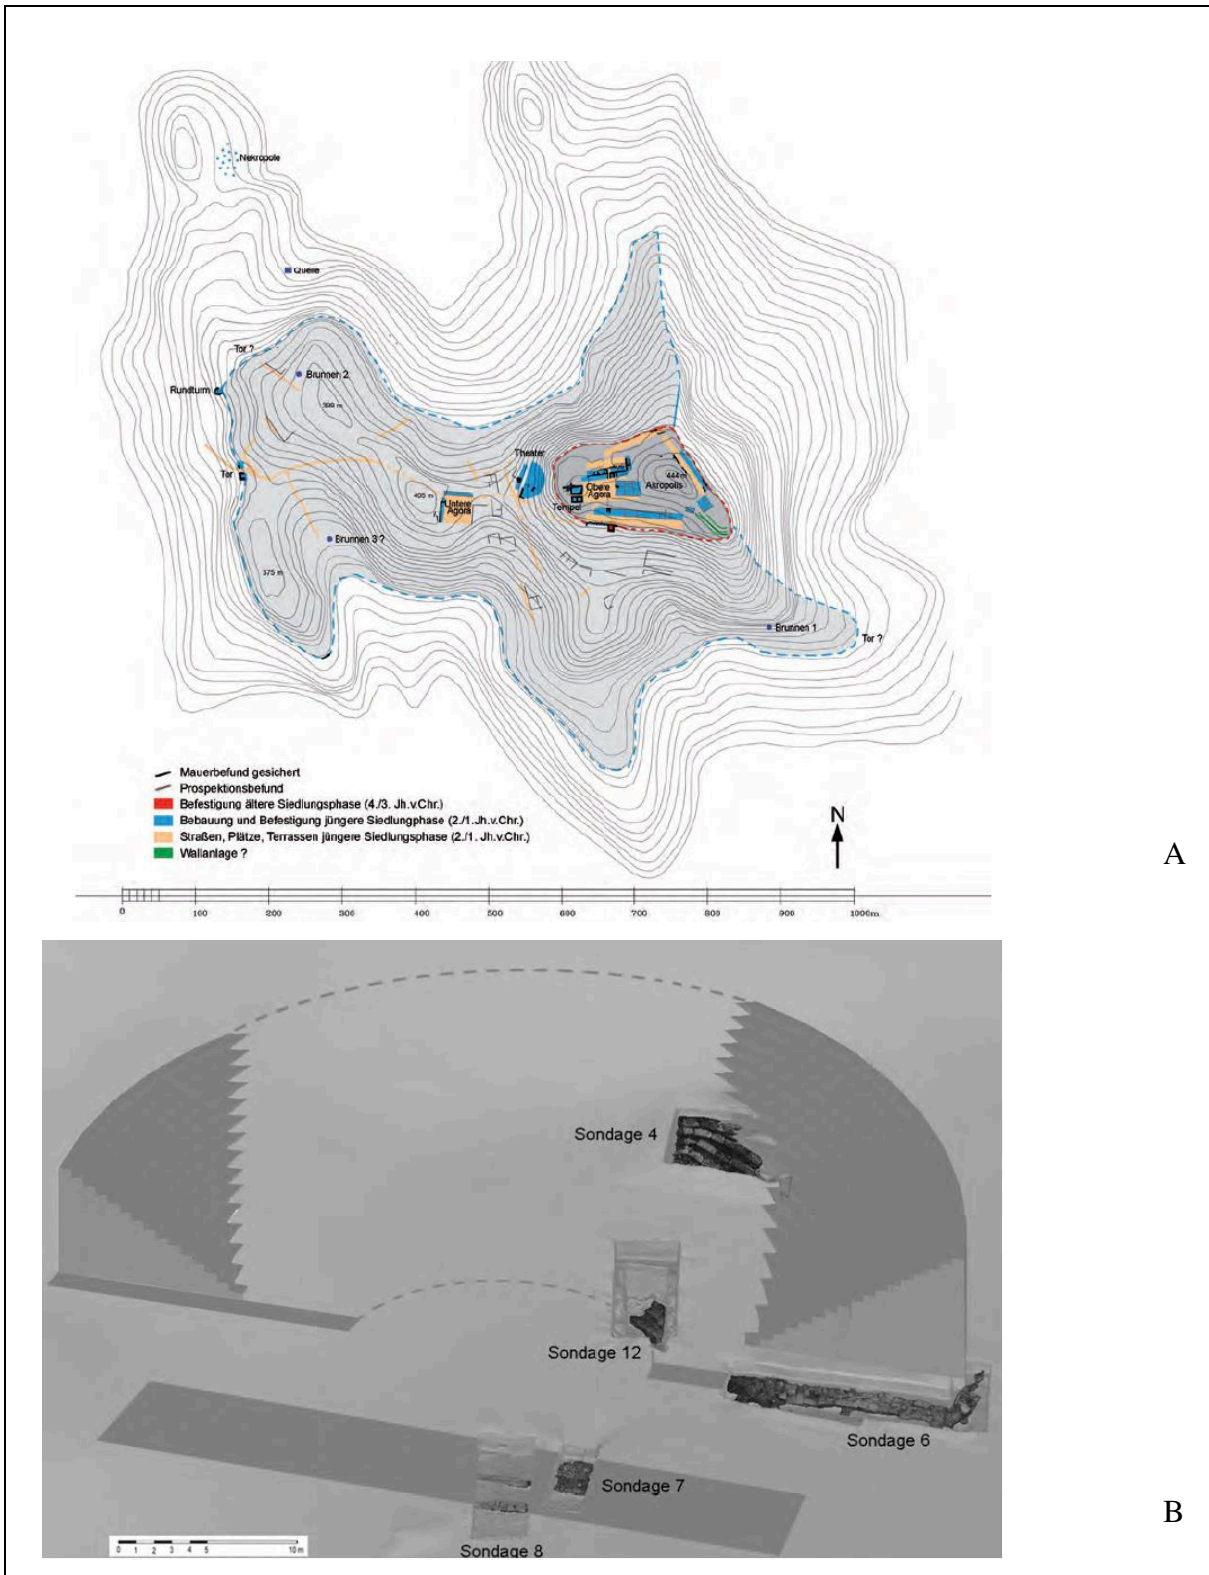 Nekropole
Quelle
Tor ?
Brunnen 2
Rundturm
399 m
Theater
Tor
405 m
Untere
Agora
Obere
Agora
444 m
Akropolis
Tempel
Brunnen 3 ?
375 m
Brunnen 1
Tor ?
Mauerbefund gesichert
Prospektionsbefund
Befestigung ältere Siedlungsphase (4./3. Jh.v.Chr.)
Bebauung und Befestigung jüngere Siedlungsphase (2./1.Jh.v.Chr.)
Straßen, Plätze, Terrassen jüngere Siedlungsphase (2./1. Jh.v.Chr.)
Wallanlage ?
N
0 100 200 300 400 500 600 700 800 900 1000m.
A
Sondage 4
Sondage 12
Sondage 6
Sondage 7
Sondage 8
0 1 2 3 4 5 10 m
B